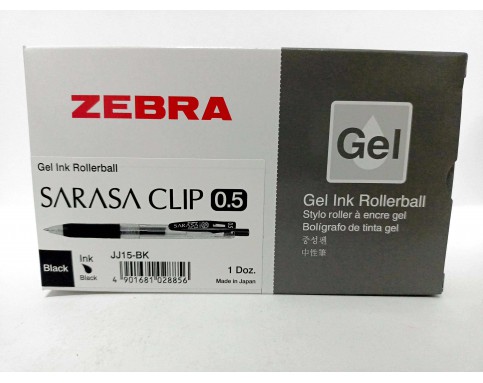 ZEBRA
Gel Ink Rollerball
SARASA CLIP 0.5
SARASA
Black
Ink
Black
JJ15-BK
4 901681 028856
1 Doz.
Made in Japan
Gel
Gel Ink Rollerball
Stylo roller à encre gel
Bolígrafo de tinta gel
중성펜
中性筆